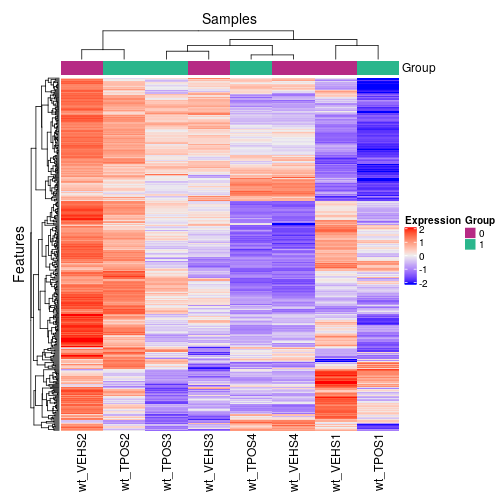 Samples
Group
Features
Expression Group
2
1
0
-1
-2
0
1
wt_VEHS2
wt_TPOS2
wt_TPOS3
wt_VEHS3
wt_TPOS4
wt_VEHS4
wt_VEHS1
wt_TPOS1